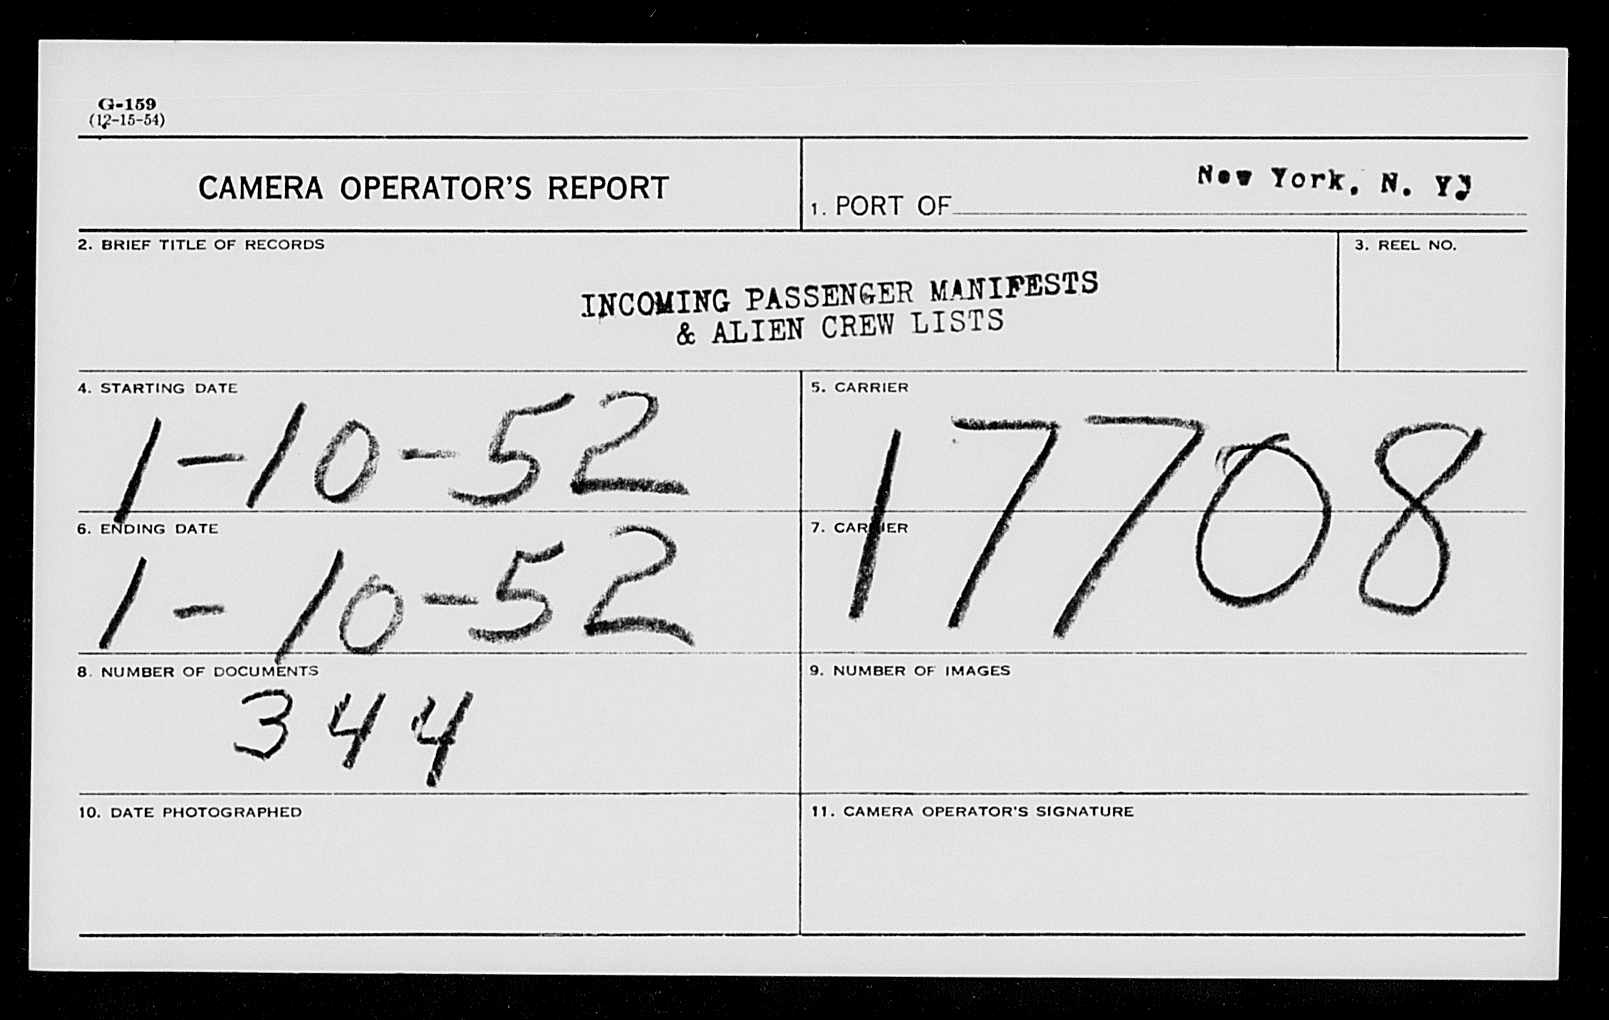 G-159
(12-15-54)
CAMERA OPERATOR'S REPORT
1. PORT OF New York, N. Y.
2. BRIEF TITLE OF RECORDS
INCOMING PASSENGER MANIFESTS
& ALIEN CREW LISTS
3. REEL NO.
4. STARTING DATE
1-10-52
5. CARRIER
17708
6. ENDING DATE
1-10-52
7. CARRIER
8. NUMBER OF DOCUMENTS
344
9. NUMBER OF IMAGES
10. DATE PHOTOGRAPHED
11. CAMERA OPERATOR'S SIGNATURE